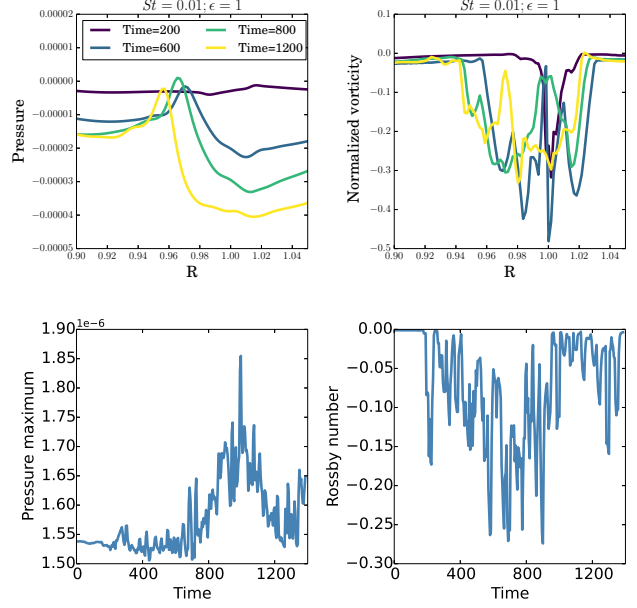 St = 0.01; ϵ = 1
0.00002
0.00001
0.00000
−0.00001
−0.00002
−0.00003
−0.00004
−0.00005
Pressure
Time=200
Time=600
Time=800
Time=1200
0.90 0.92 0.94 0.96 0.98 1.00 1.02 1.04
R
St = 0.01; ϵ = 1
0.1
0.0
−0.1
−0.2
−0.3
−0.4
−0.5
Normalized vorticity
0.90 0.92 0.94 0.96 0.98 1.00 1.02 1.04
R
1e−6
1.90
1.85
1.80
1.75
1.70
1.65
1.60
1.55
1.50
Pressure maximum
0 400 800 1200
Time
0.00
−0.05
−0.10
−0.15
−0.20
−0.25
−0.30
Rossby number
0 400 800 1200
Time